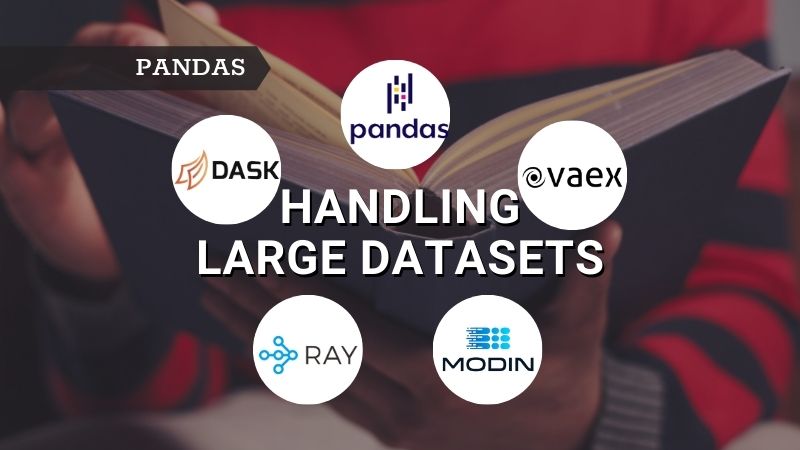 PANDAS
pandas
DASK
vaex
HANDLING
LARGE DATASETS
RAY
MODIN